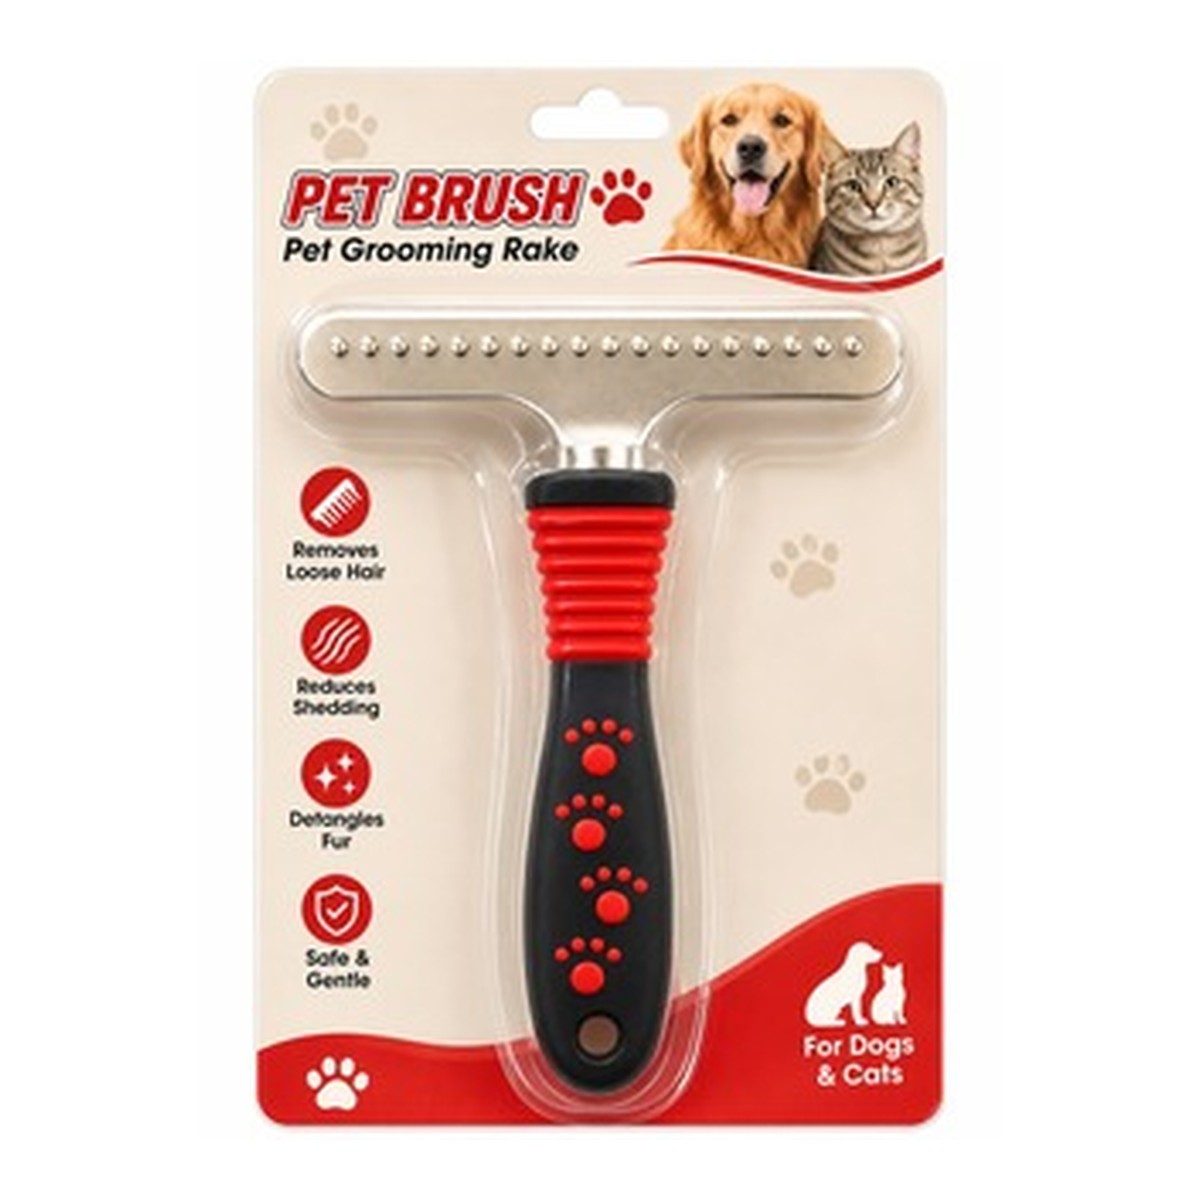 PET BRUSH
Pet Grooming Rake
Removes
Loose Hair
Reduces
Shedding
Detangles
Fur
Safe &
Gentle
For Dogs
& Cats